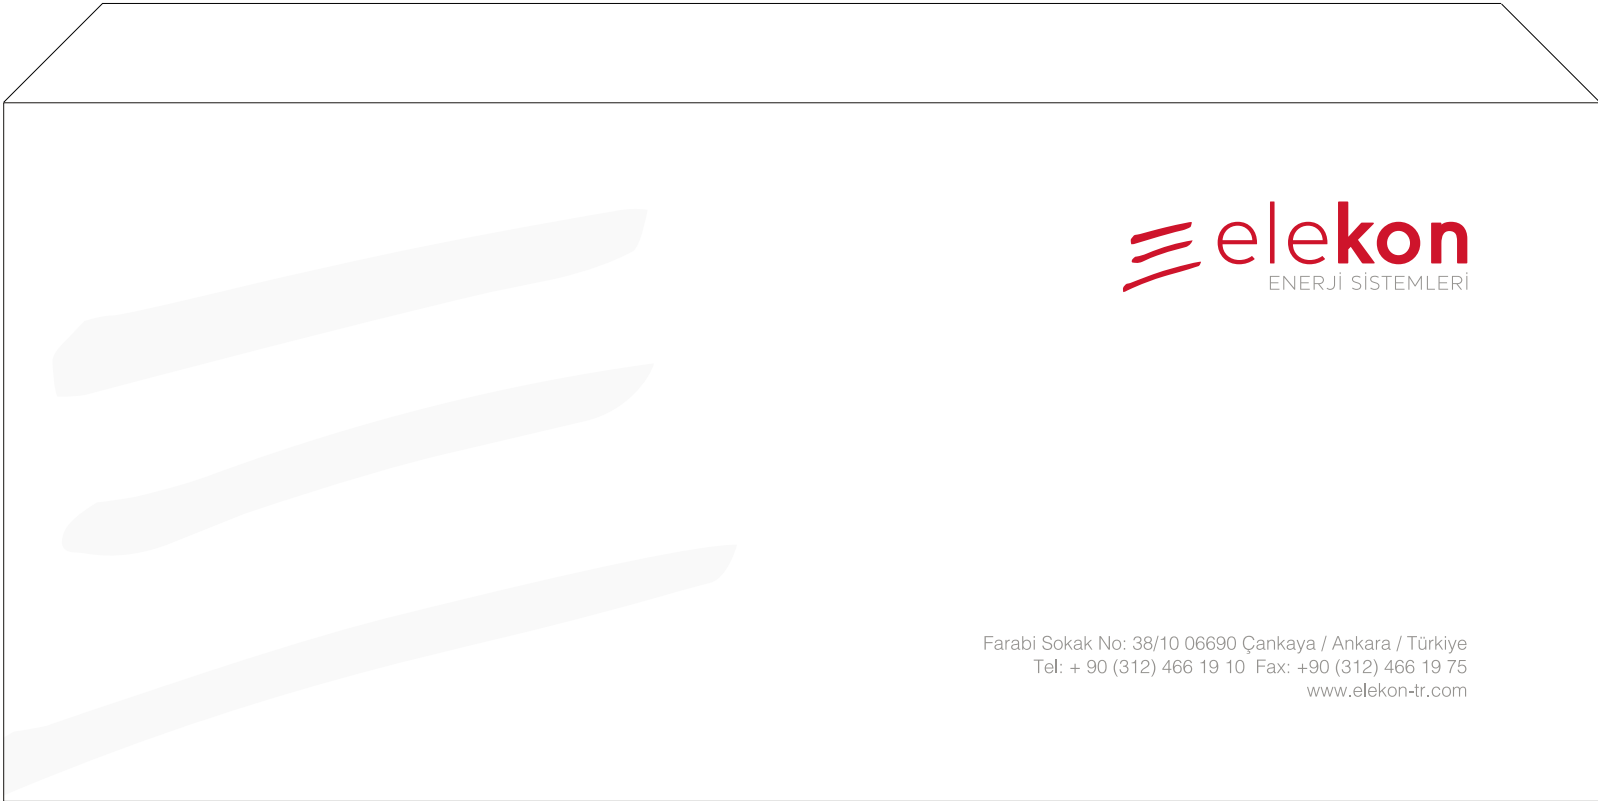 elekon
ENERJİ SİSTEMLERİ
Farabi Sokak No: 38/10 06690 Çankaya / Ankara / Türkiye
Tel: + 90 (312) 466 19 10 Fax: +90 (312) 466 19 75
www.elekon-tr.com